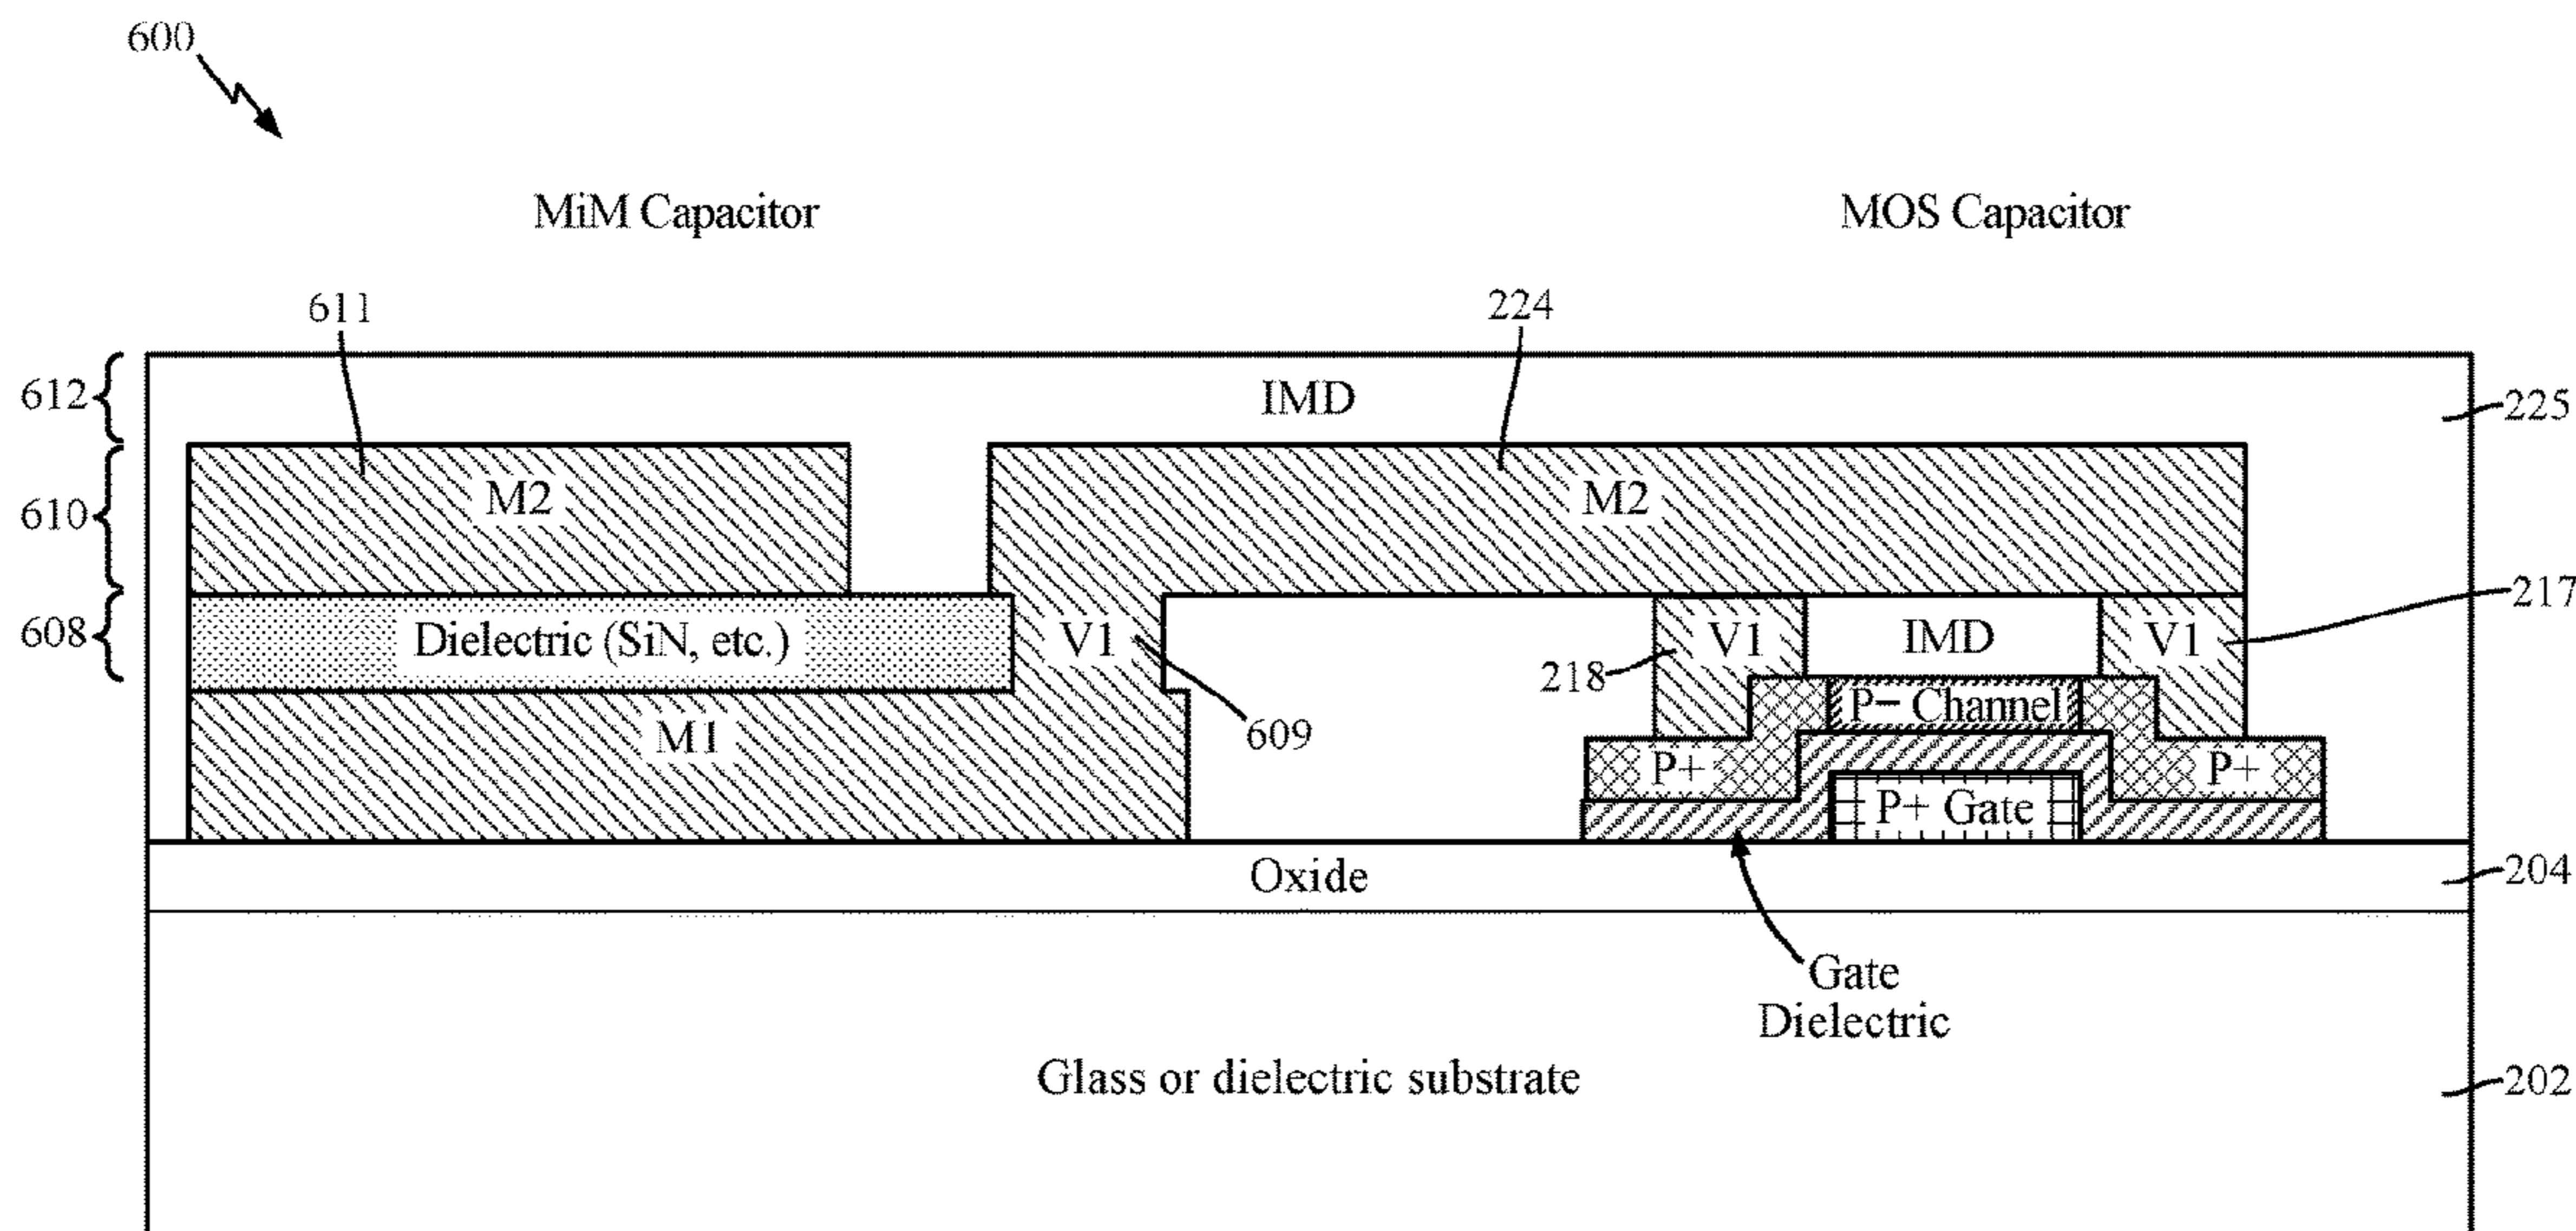 600
MiM Capacitor
MOS Capacitor
611
224
612
IMD
225
M2
M2
610
217
608
Dielectric (SiN, etc.)
V1
V1
IMD
V1
218
P− Channel
M1
609
P+
P+
P+ Gate
Oxide
204
Gate
Dielectric
Glass or dielectric substrate
202